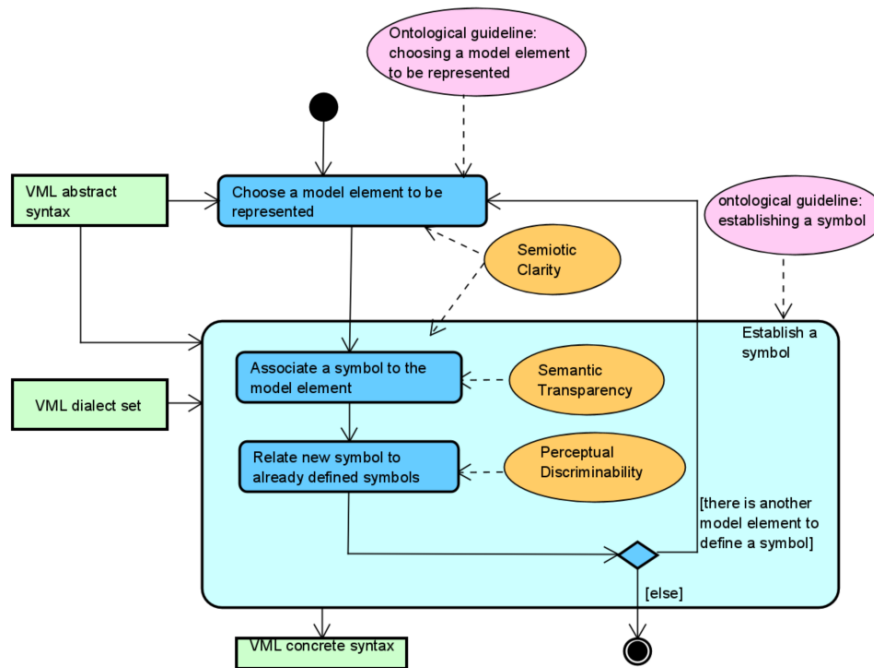 Ontological guideline:
choosing a model element
to be represented
VML abstract
syntax
Choose a model element to be
represented
ontological guideline:
establishing a symbol
Semiotic
Clarity
Establish a
symbol
Associate a symbol to the
model element
Semantic
Transparency
VML dialect set
Relate new symbol to
already defined symbols
Perceptual
Discriminability
[there is another
model element to
define a symbol]
[else]
VML concrete syntax